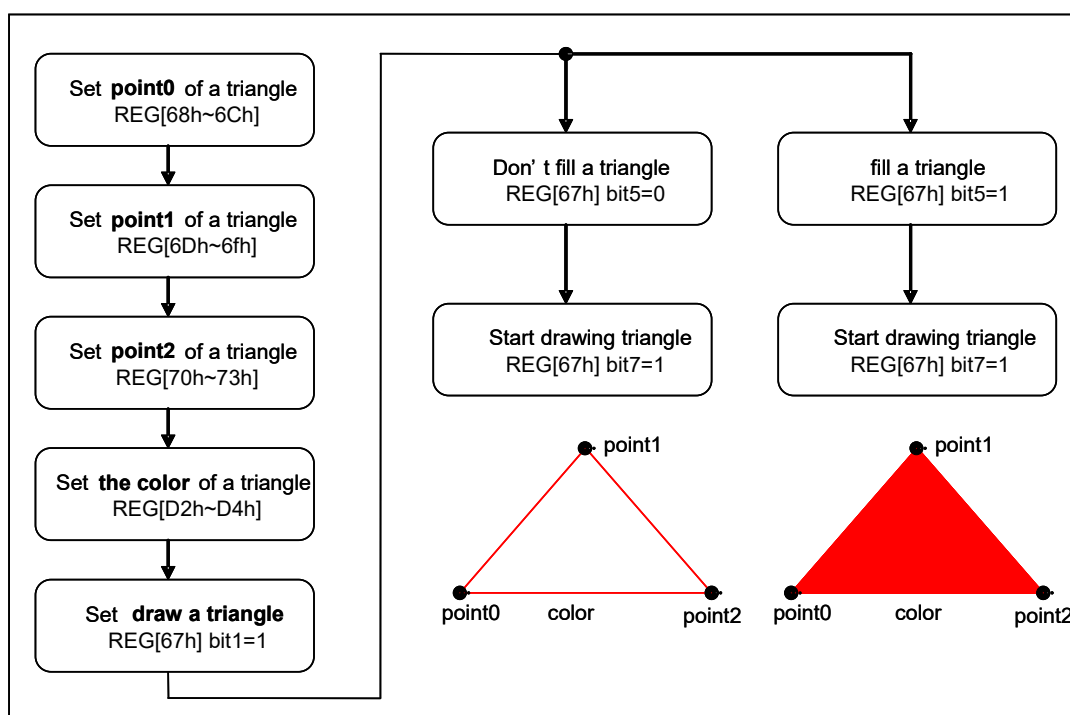 Set point0 of a triangle
REG[68h~6Ch]
Set point1 of a triangle
REG[6Dh~6fh]
Set point2 of a triangle
REG[70h~73h]
Set the color of a triangle
REG[D2h~D4h]
Set draw a triangle
REG[67h] bit1=1
Don' t fill a triangle
REG[67h] bit5=0
Start drawing triangle
REG[67h] bit7=1
fill a triangle
REG[67h] bit5=1
Start drawing triangle
REG[67h] bit7=1
point1
point0
color
point2
point1
point0
color
point2